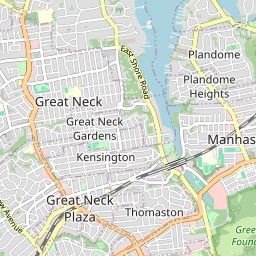 East Shore Road
Plandome
Plandome
Heights
Great Neck
Great Neck
Gardens
Manhas
Kensington
Great Neck
Plaza
Thomaston
Avenue
Gree
Found